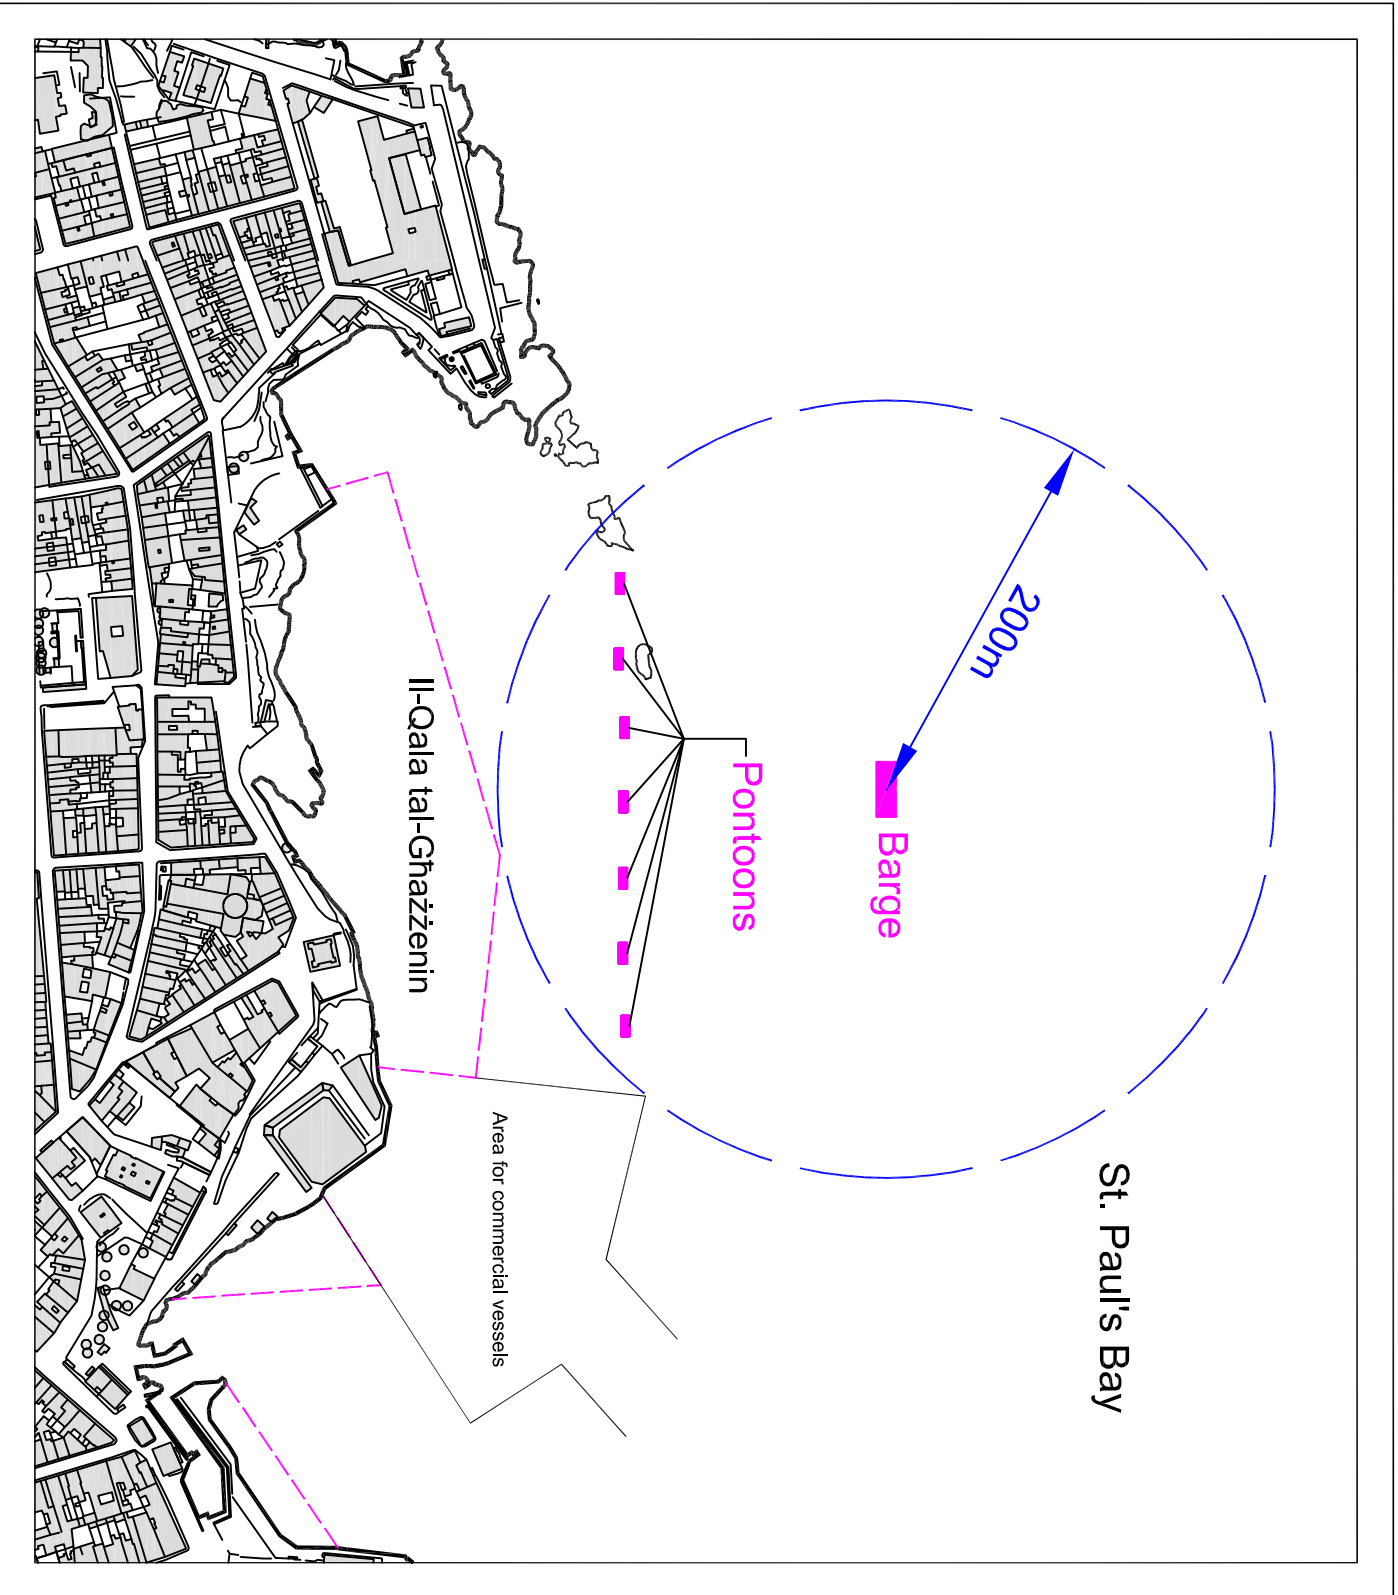 St. Paul's Bay
200m
Barge
Pontoons
Area for commercial vessels
Il-Qala tal-Għażżenin